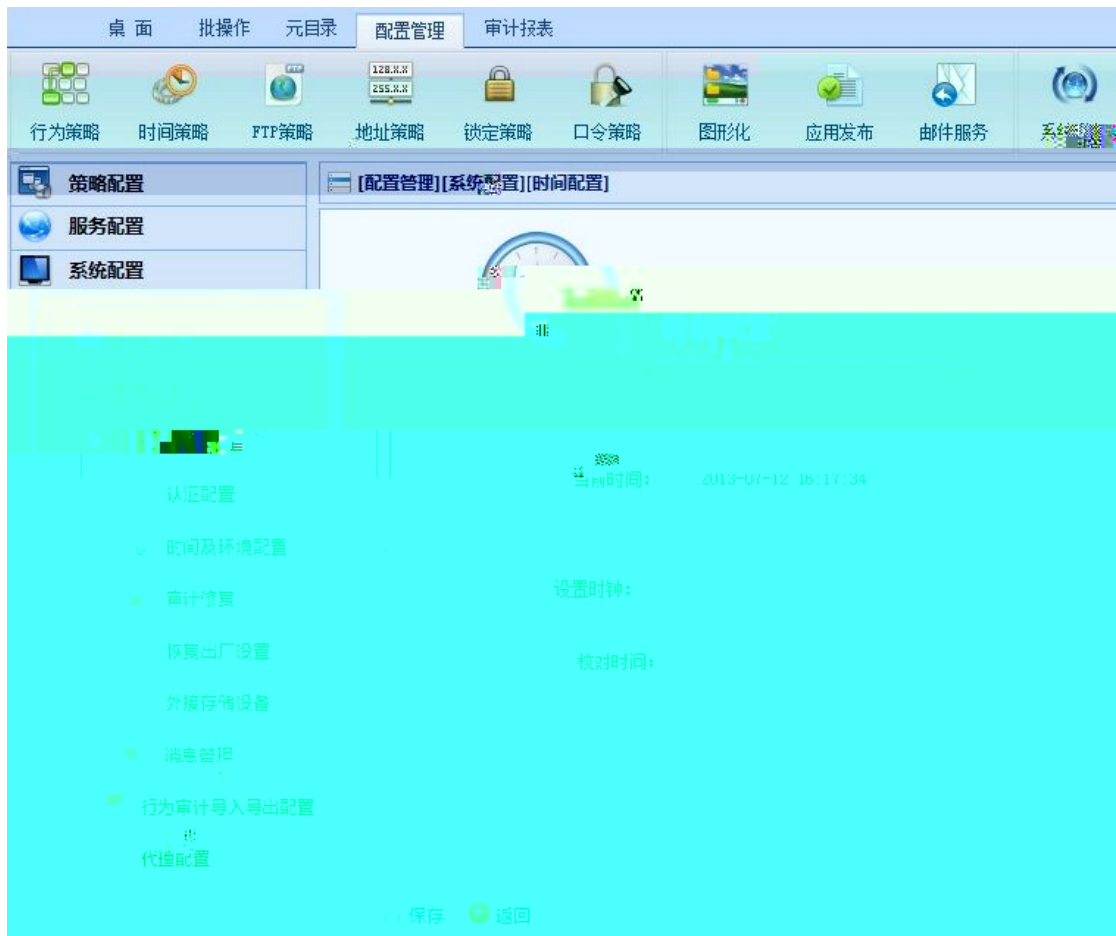 桌 面 批操作 元目录 配置管理 审计报表
128.X.X
255.X.X
行为策略 时间策略 FTP策略 地址策略 锁定策略 口令策略 图形化 应用发布 邮件服务 系统
策略配置
[配置管理][系统配置][时间配置]
服务配置
系统配置
当前时间: 2013-07-12 16:17:34
认证配置
时间及环境配置
设置时钟:
审计修复
恢复出厂设置
校对时间:
外接存储设备
消息管理
行为审计导入导出配置
代理配置
保存 返回